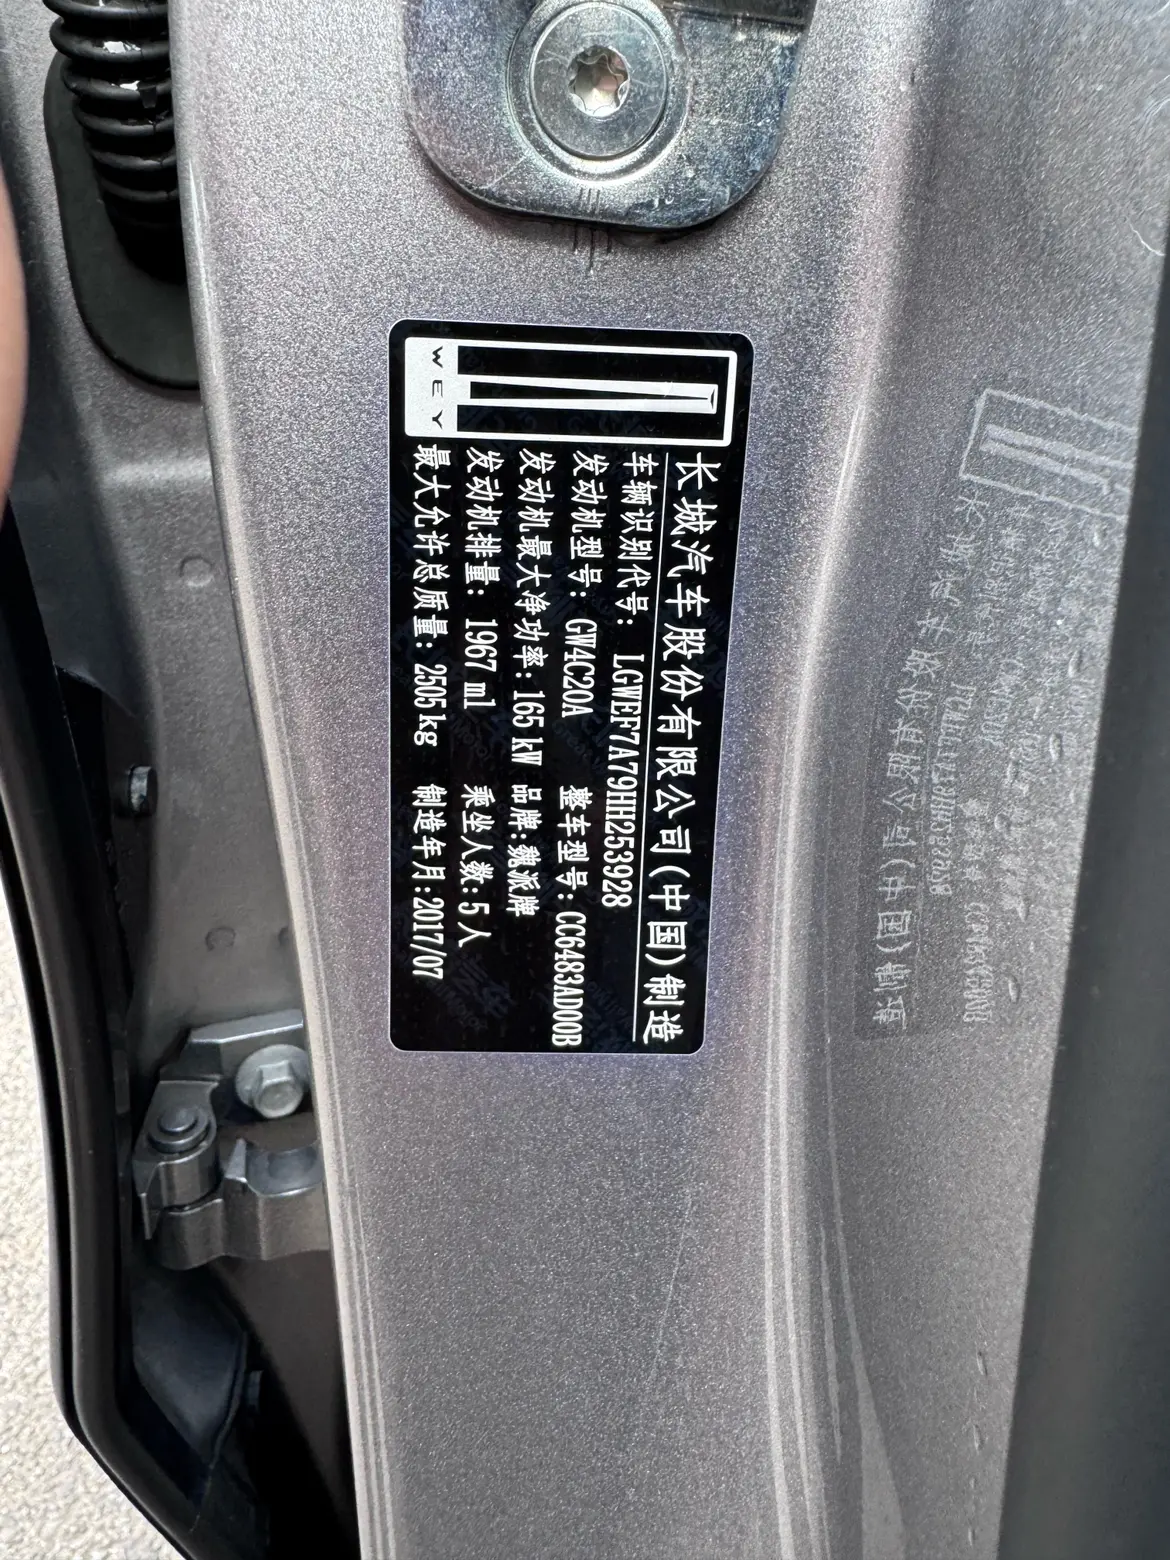 WEY
长城汽车股份有限公司(中国)制造
车辆识别代号: LGWEF7A79HH253928
发动机型号: GW4C20A 整车型号: CC6483AD00B
发动机最大净功率: 165 kW 品牌:魏派牌
发动机排量: 1967 ml 乘坐人数: 5 人
最大允许总质量: 2505 kg 制造年月: 2017/07